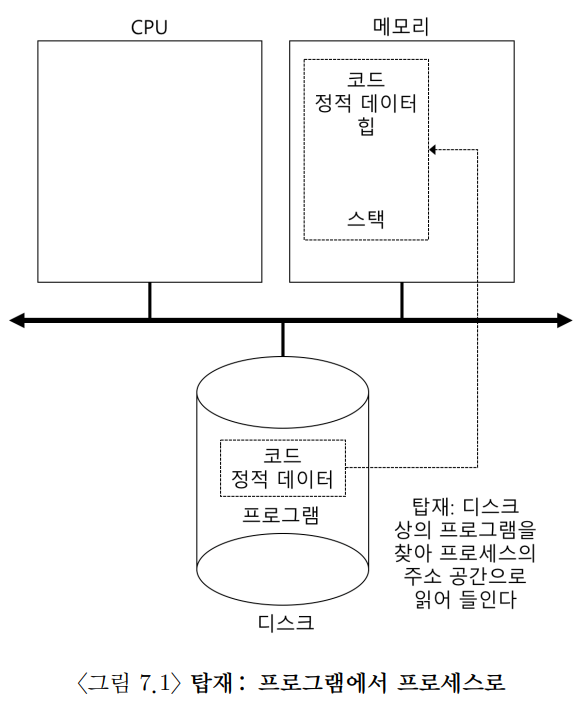 CPU
메모리
코드
정적 데이터
힙
스택
코드
정적 데이터
프로그램
탑재: 디스크
상의 프로그램을
찾아 프로세스의
주소 공간으로
읽어 들인다
디스크
〈그림 7.1〉 탑재 : 프로그램에서 프로세스로